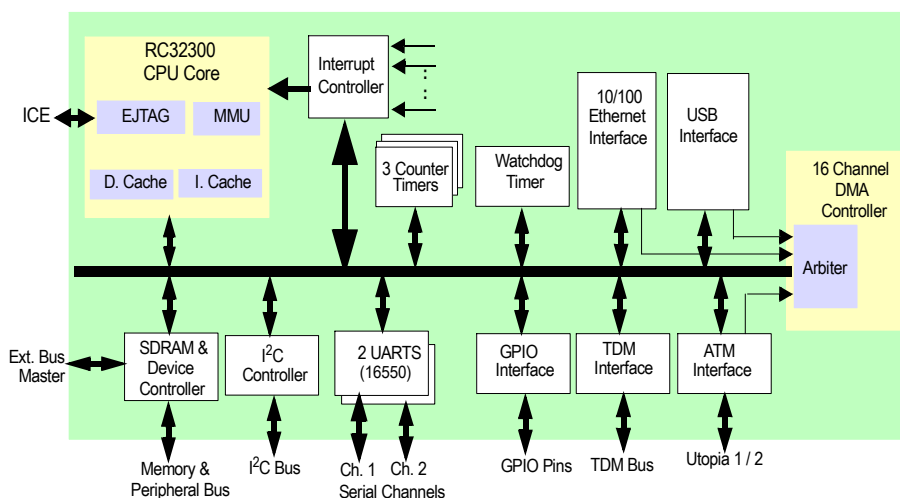 RC32300
CPU Core
EJTAG
MMU
D. Cache
I. Cache
ICE
Interrupt
Controller
3 Counter
Timers
Watchdog
Timer
10/100
Ethernet
Interface
USB
Interface
16 Channel
DMA
Controller
Arbiter
Ext. Bus
Master
SDRAM &
Device
Controller
I²C
Controller
2 UARTS
(16550)
GPIO
Interface
TDM
Interface
ATM
Interface
Memory &
Peripheral Bus
I²C Bus
Ch. 1
Ch. 2
Serial Channels
GPIO Pins
TDM Bus
Utopia 1 / 2